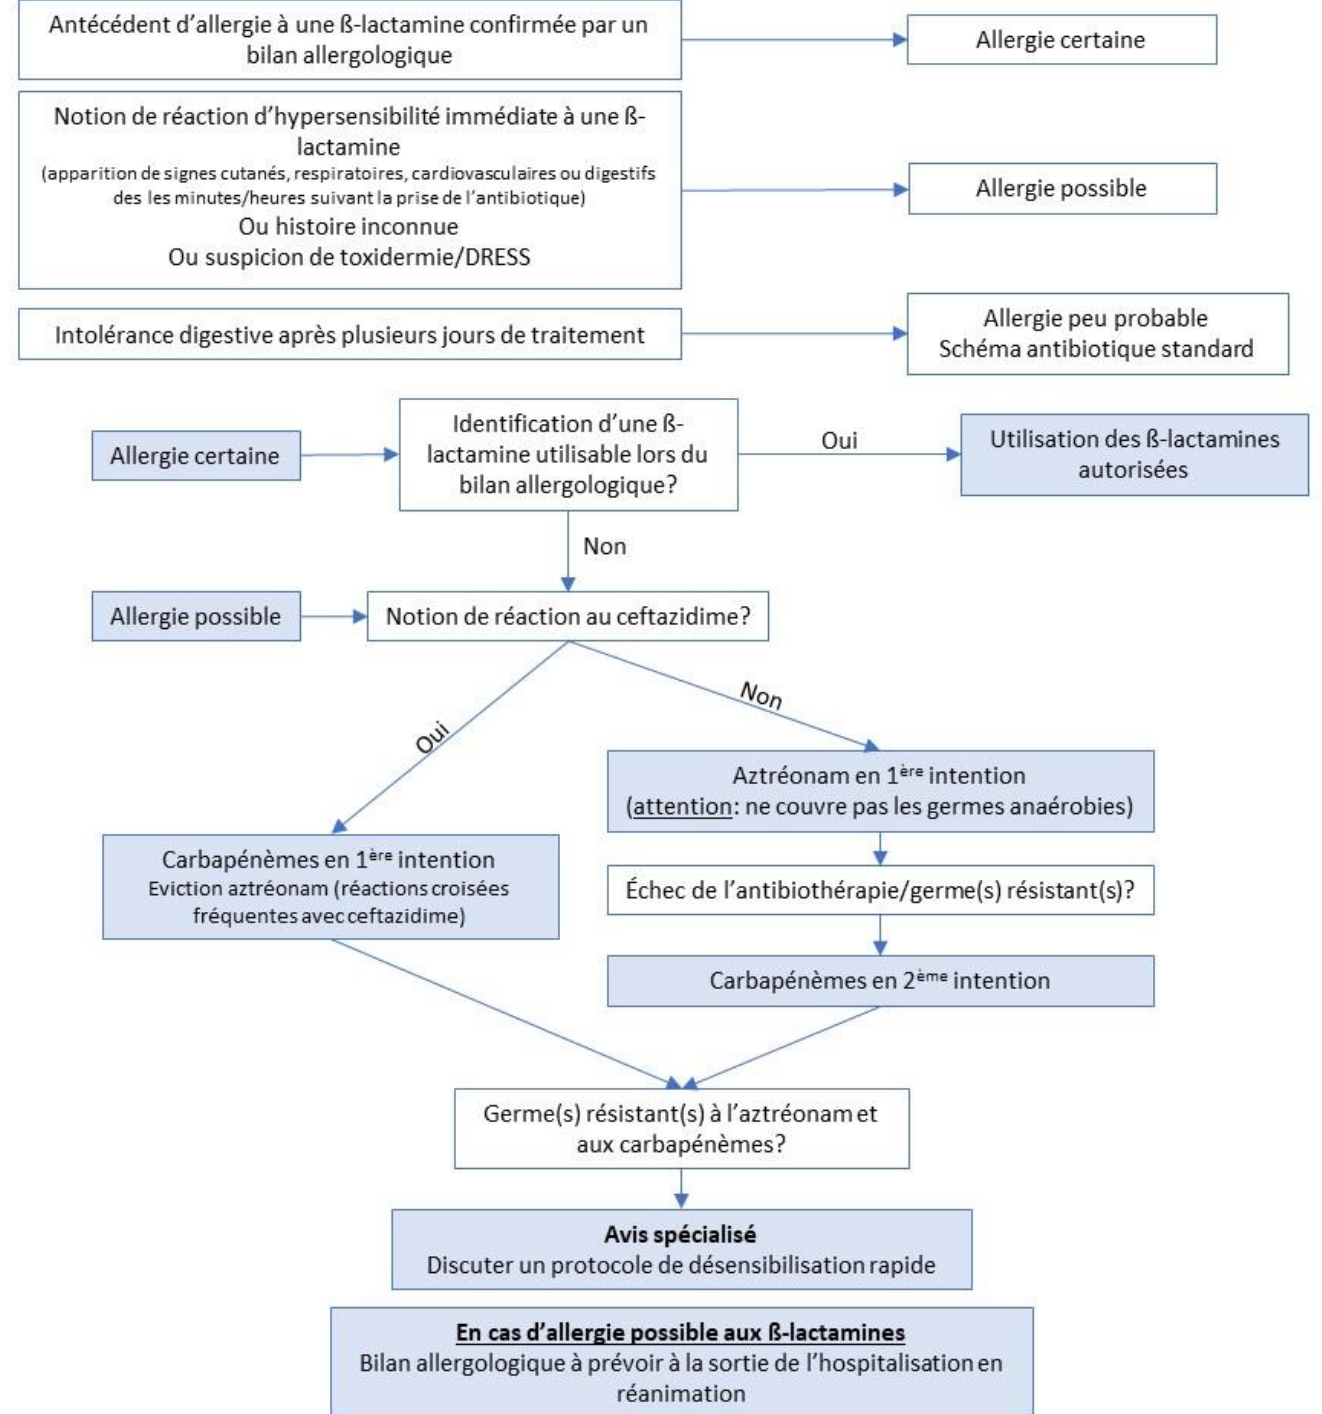 Antécédent d’allergie à une ß-lactamine confirmée par un
bilan allergologique
Allergie certaine
Notion de réaction d’hypersensibilité immédiate à une ß-
lactamine
(apparition de signes cutanés, respiratoires, cardiovasculaires ou digestifs
des les minutes/heures suivant la prise de l’antibiotique)
Ou histoire inconnue
Ou suspicion de toxidermie/DRESS
Allergie possible
Intolérance digestive après plusieurs jours de traitement
Allergie peu probable
Schéma antibiotique standard
Allergie certaine
Identification d’une ß-
lactamine utilisable lors du
bilan allergologique?
Oui
Utilisation des ß-lactamines
autorisées
Non
Allergie possible
Notion de réaction au ceftazidime?
Oui
Non
Aztréonam en 1ère intention
(attention: ne couvre pas les germes anaérobies)
Carbapénèmes en 1ère intention
Eviction aztréonam (réactions croisées
fréquentes avec ceftazidime)
Échec de l’antibiothérapie/germe(s) résistant(s)?
Carbapénèmes en 2ème intention
Germe(s) résistant(s) à l’aztréonam et
aux carbapénèmes?
Avis spécialisé
Discuter un protocole de désensibilisation rapide
En cas d’allergie possible aux ß-lactamines
Bilan allergologique à prévoir à la sortie de l’hospitalisation en
réanimation